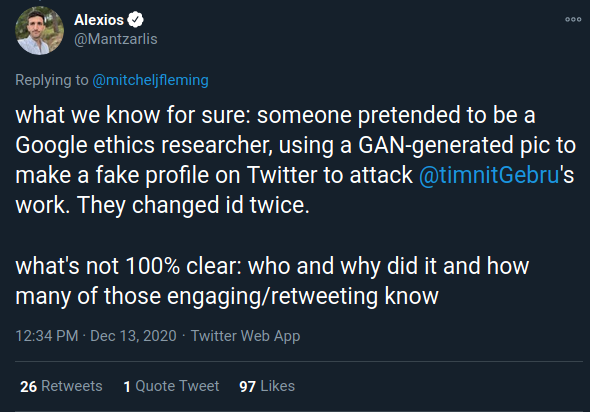 Alexios
@Mantzarlis
Replying to @mitcheljfleming
what we know for sure: someone pretended to be a
Google ethics researcher, using a GAN-generated pic to
make a fake profile on Twitter to attack @timnitGebru's
work. They changed id twice.
what's not 100% clear: who and why did it and how
many of those engaging/retweeting know
12:34 PM · Dec 13, 2020 · Twitter Web App
26 Retweets 1 Quote Tweet 97 Likes